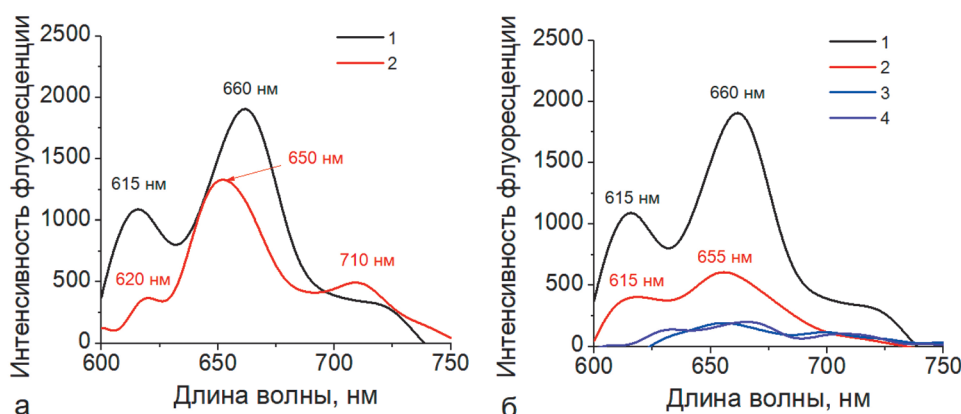 Интенсивность флуоресценции
2500
2000
1500
1000
500
0
600
650
700
750
Длина волны, нм
а
1
2
660 нм
650 нм
615 нм
620 нм
710 нм
Интенсивность флуоресценции
2500
2000
1500
1000
500
0
600
650
700
750
Длина волны, нм
б
1
2
3
4
660 нм
615 нм
655 нм
615 нм